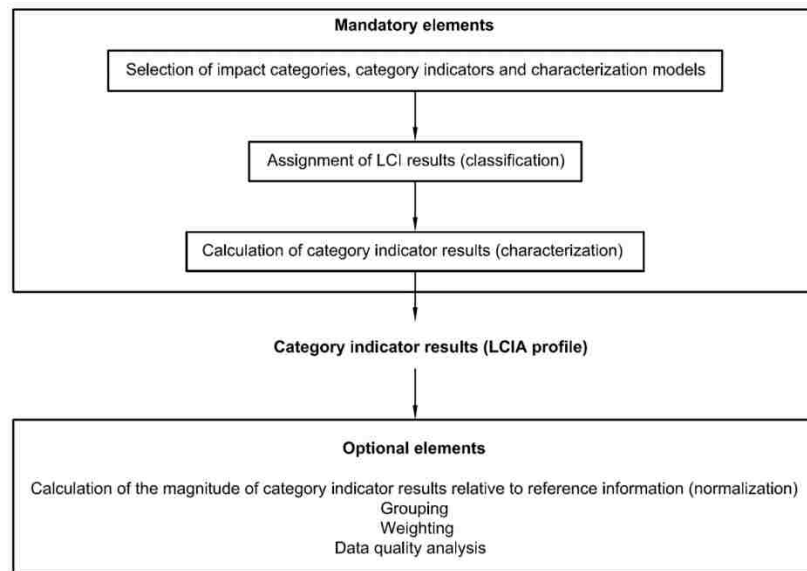 Mandatory elements
Selection of impact categories, category indicators and characterization models
Assignment of LCI results (classification)
Calculation of category indicator results (characterization)
Category indicator results (LCIA profile)
Optional elements
Calculation of the magnitude of category indicator results relative to reference information (normalization)
Grouping
Weighting
Data quality analysis